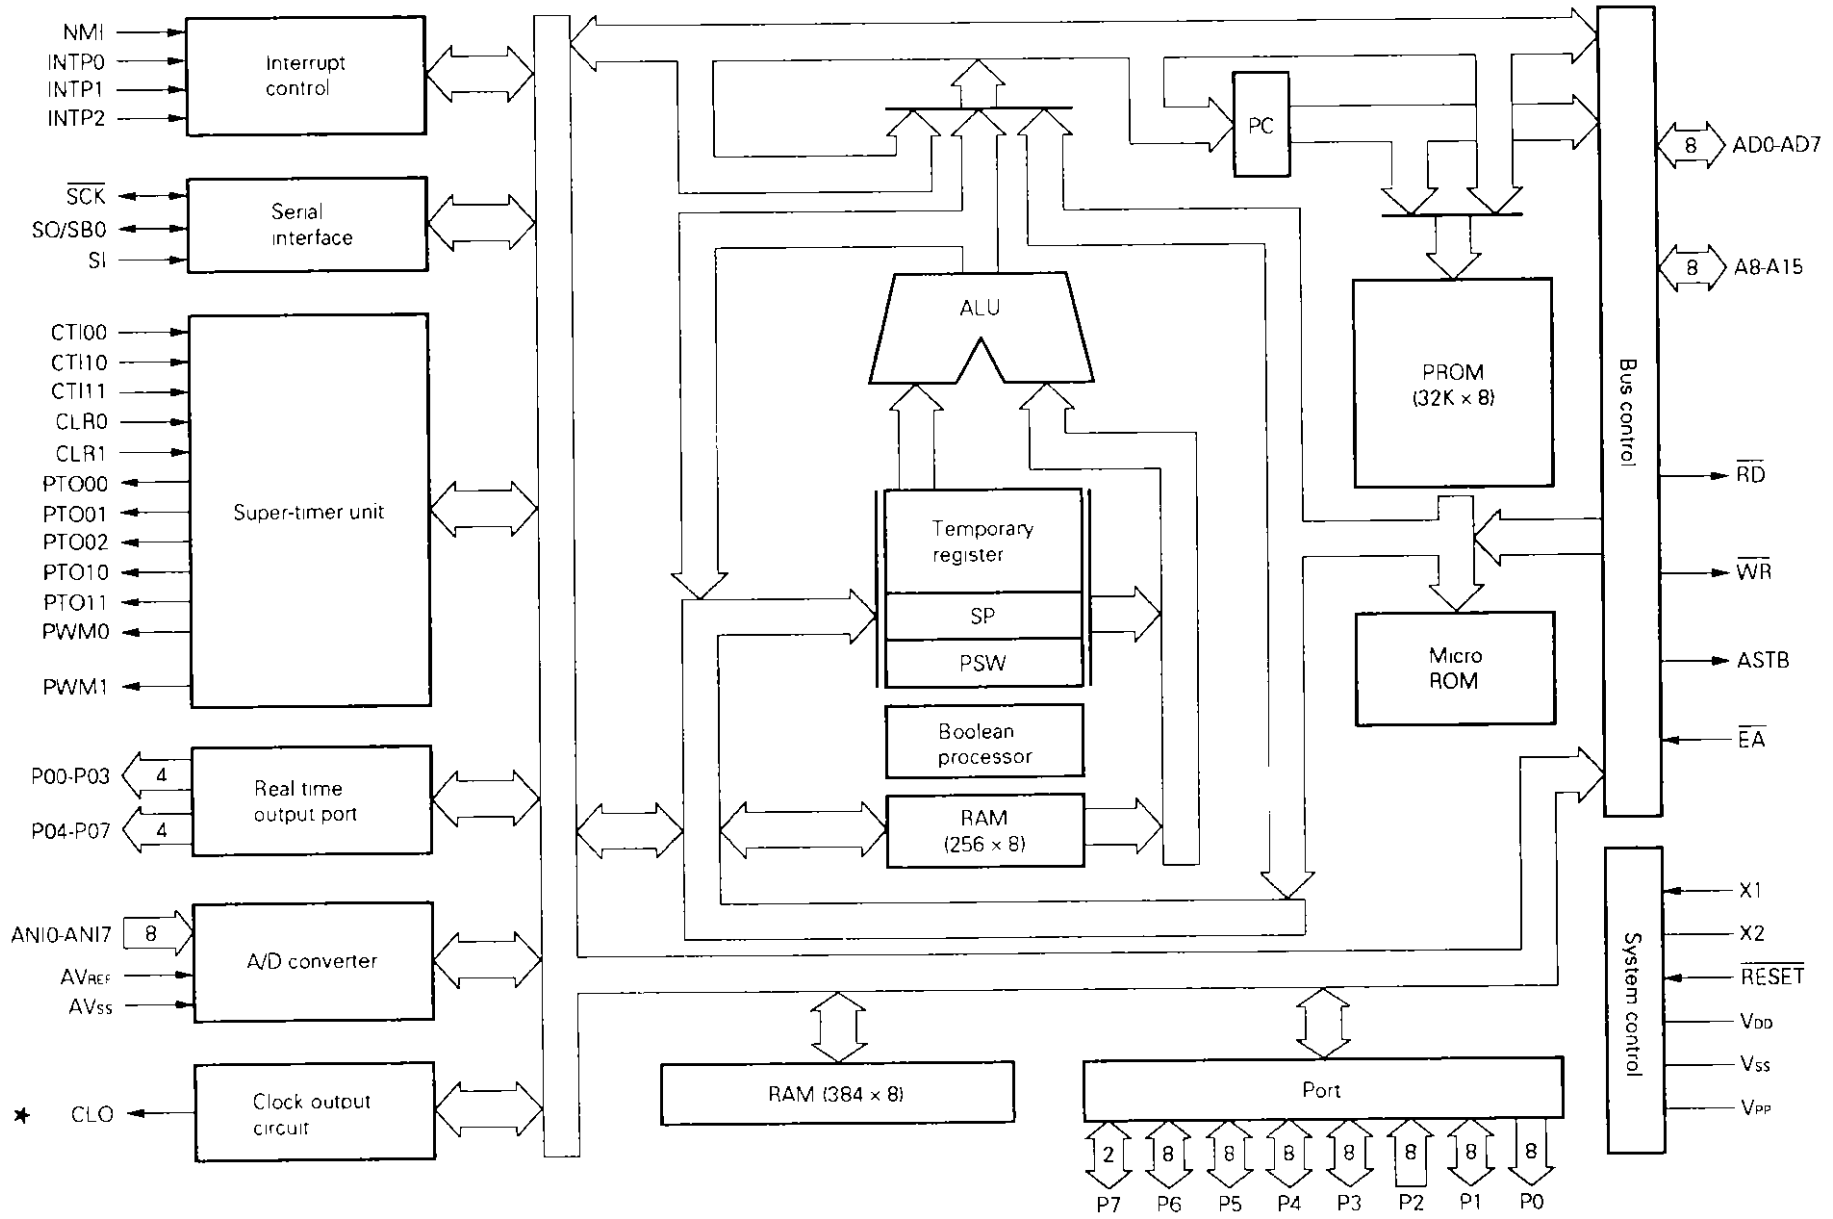 NMI
INTP0
INTP1
INTP2
Interrupt
control
SCK
SO/SB0
SI
Serial
interface
CTI00
CTI10
CTI11
CLR0
CLR1
PTO00
PTO01
PTO02
PTO10
PTO11
PWM0
PWM1
Super-timer unit
P00-P03
4
P04-P07
4
Real time
output port
ANI0-ANI7
8
AVREF
AVss
A/D converter
★ CLO
Clock output
circuit
PC
ALU
Temporary
register
SP
PSW
Boolean
processor
RAM
(256 × 8)
PROM
(32K × 8)
Micro
ROM
RAM (384 × 8)
Port
2
8
8
8
8
8
8
8
P7
P6
P5
P4
P3
P2
P1
P0
Bus control
8
AD0-AD7
8
A8-A15
RD
WR
ASTB
EA
System control
X1
X2
RESET
VDD
Vss
VPP